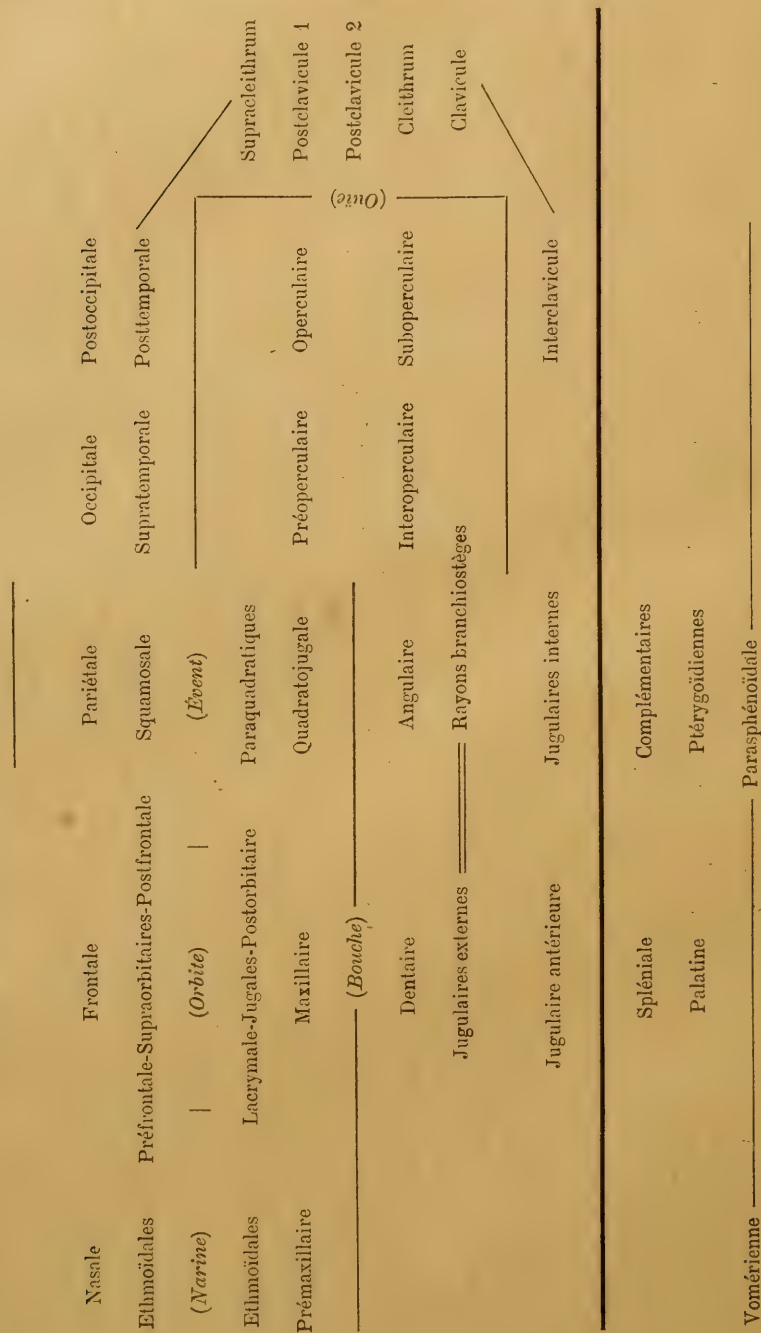 Nasale Frontale Pariétale Occipitale Postoccipitale
Ethmoïdales Préfrontale-Supraorbitaires-Postfrontale Squamosale Supratemporale Posttemporale
(Narine) (Orbite) (Évent)
Supracleithrum
Ethmoïdales Lacrymale-Jugales-Postorbitaire Paraquadratiques
Prémaxillaire Maxillaire Quadratojugale Préoperculaire Operculaire Postclavicule 1
(Bouche) (Ouïe) Postclavicule 2
Dentaire Angulaire Interoperculaire Suboperculaire Cleithrum
Jugulaires externes Rayons branchiostèges Clavicule
Jugulaire antérieure Jugulaires internes Interclavicule
Spléniale Complémentaires
Palatine Ptérygoïdiennes
Vomérienne Parasphénoïdale